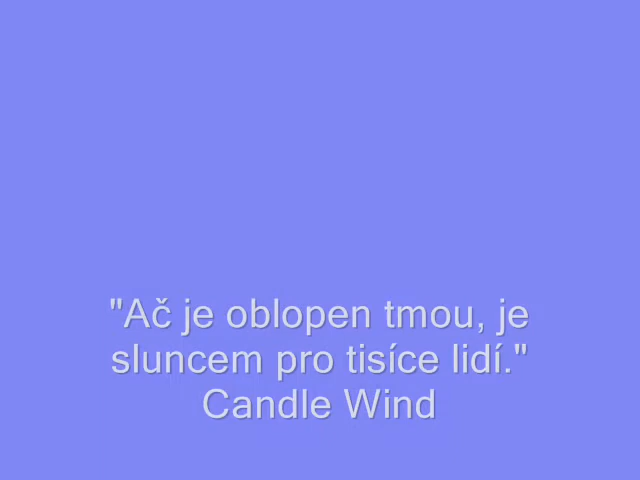 "Ač je oblopen tmou, je
sluncem pro tisíce lidí."
Candle Wind